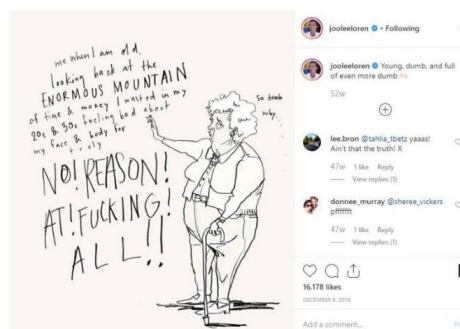 me when I am old,
looking back at the
ENORMOUS MOUNTAIN
of time & money I wasted in my
20s & 30s feeling bad about
my face & body for
NO! REASON!
AT! FUCKING!
ALL!!
So dumb
why..
jooleeloren • Following
jooleeloren Young, dumb, and full
of even more dumb
52w
lee.bron @tahlia_tbetz yaaas!
Ain't that the truth! X
47w 1 like Reply
View replies (1)
donnee_murray @sheree_vickers
pfffffft
47w 1 like Reply
View replies (1)
16,178 likes
DECEMBER 8, 2018
Add a comment...